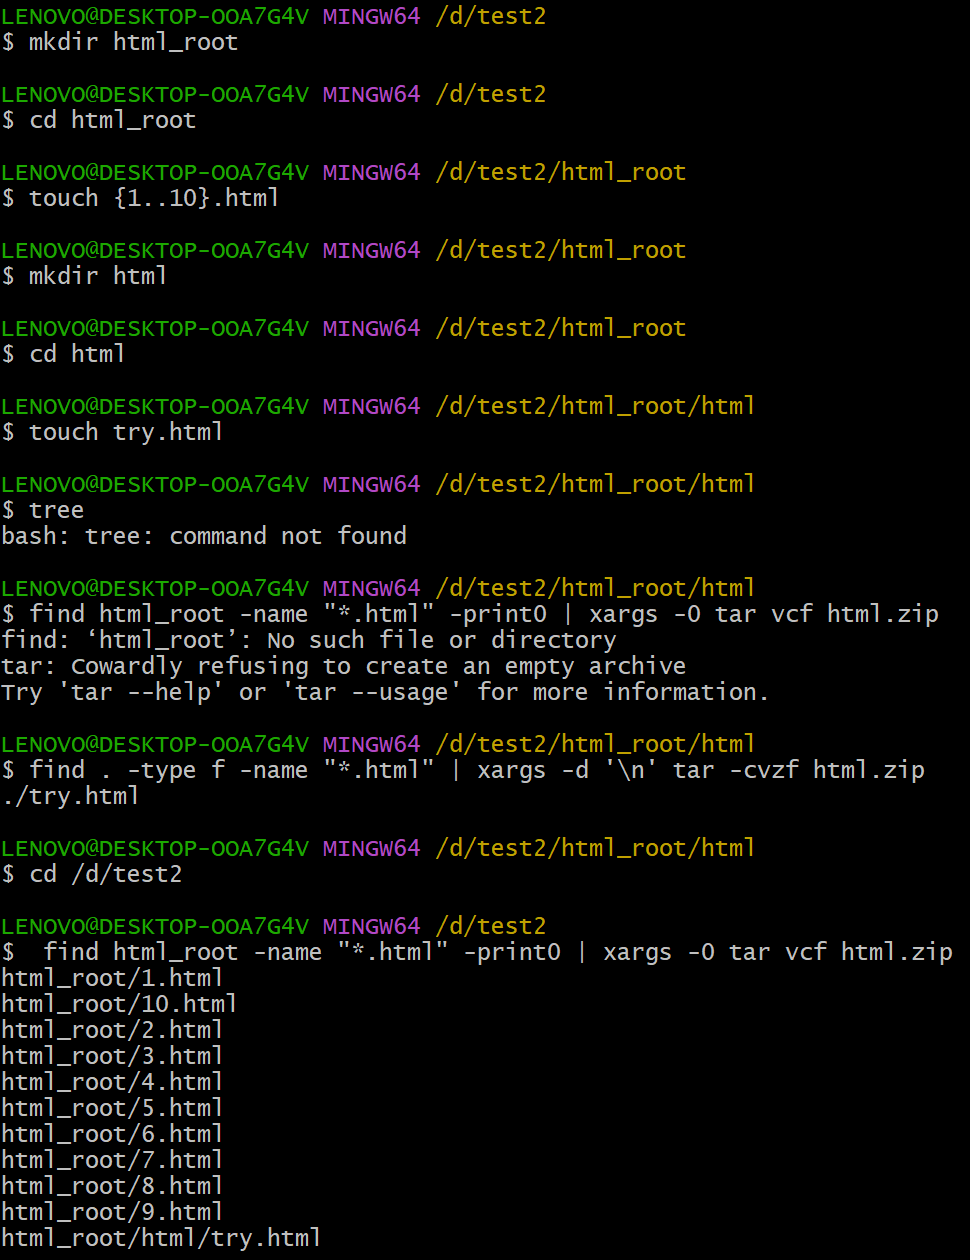 LENOVO@DESKTOP-OOA7G4V MINGW64 /d/test2
$ mkdir html_root
LENOVO@DESKTOP-OOA7G4V MINGW64 /d/test2
$ cd html_root
LENOVO@DESKTOP-OOA7G4V MINGW64 /d/test2/html_root
$ touch {1..10}.html
LENOVO@DESKTOP-OOA7G4V MINGW64 /d/test2/html_root
$ mkdir html
LENOVO@DESKTOP-OOA7G4V MINGW64 /d/test2/html_root
$ cd html
LENOVO@DESKTOP-OOA7G4V MINGW64 /d/test2/html_root/html
$ touch try.html
LENOVO@DESKTOP-OOA7G4V MINGW64 /d/test2/html_root/html
$ tree
bash: tree: command not found
LENOVO@DESKTOP-OOA7G4V MINGW64 /d/test2/html_root/html
$ find html_root -name "*.html" -print0 | xargs -0 tar vcf html.zip
find: ‘html_root’: No such file or directory
tar: Cowardly refusing to create an empty archive
Try 'tar --help' or 'tar --usage' for more information.
LENOVO@DESKTOP-OOA7G4V MINGW64 /d/test2/html_root/html
$ find . -type f -name "*.html" | xargs -d '\n' tar -cvzf html.zip
./try.html
LENOVO@DESKTOP-OOA7G4V MINGW64 /d/test2/html_root/html
$ cd /d/test2
LENOVO@DESKTOP-OOA7G4V MINGW64 /d/test2
$  find html_root -name "*.html" -print0 | xargs -0 tar vcf html.zip
html_root/1.html
html_root/10.html
html_root/2.html
html_root/3.html
html_root/4.html
html_root/5.html
html_root/6.html
html_root/7.html
html_root/8.html
html_root/9.html
html_root/html/try.html